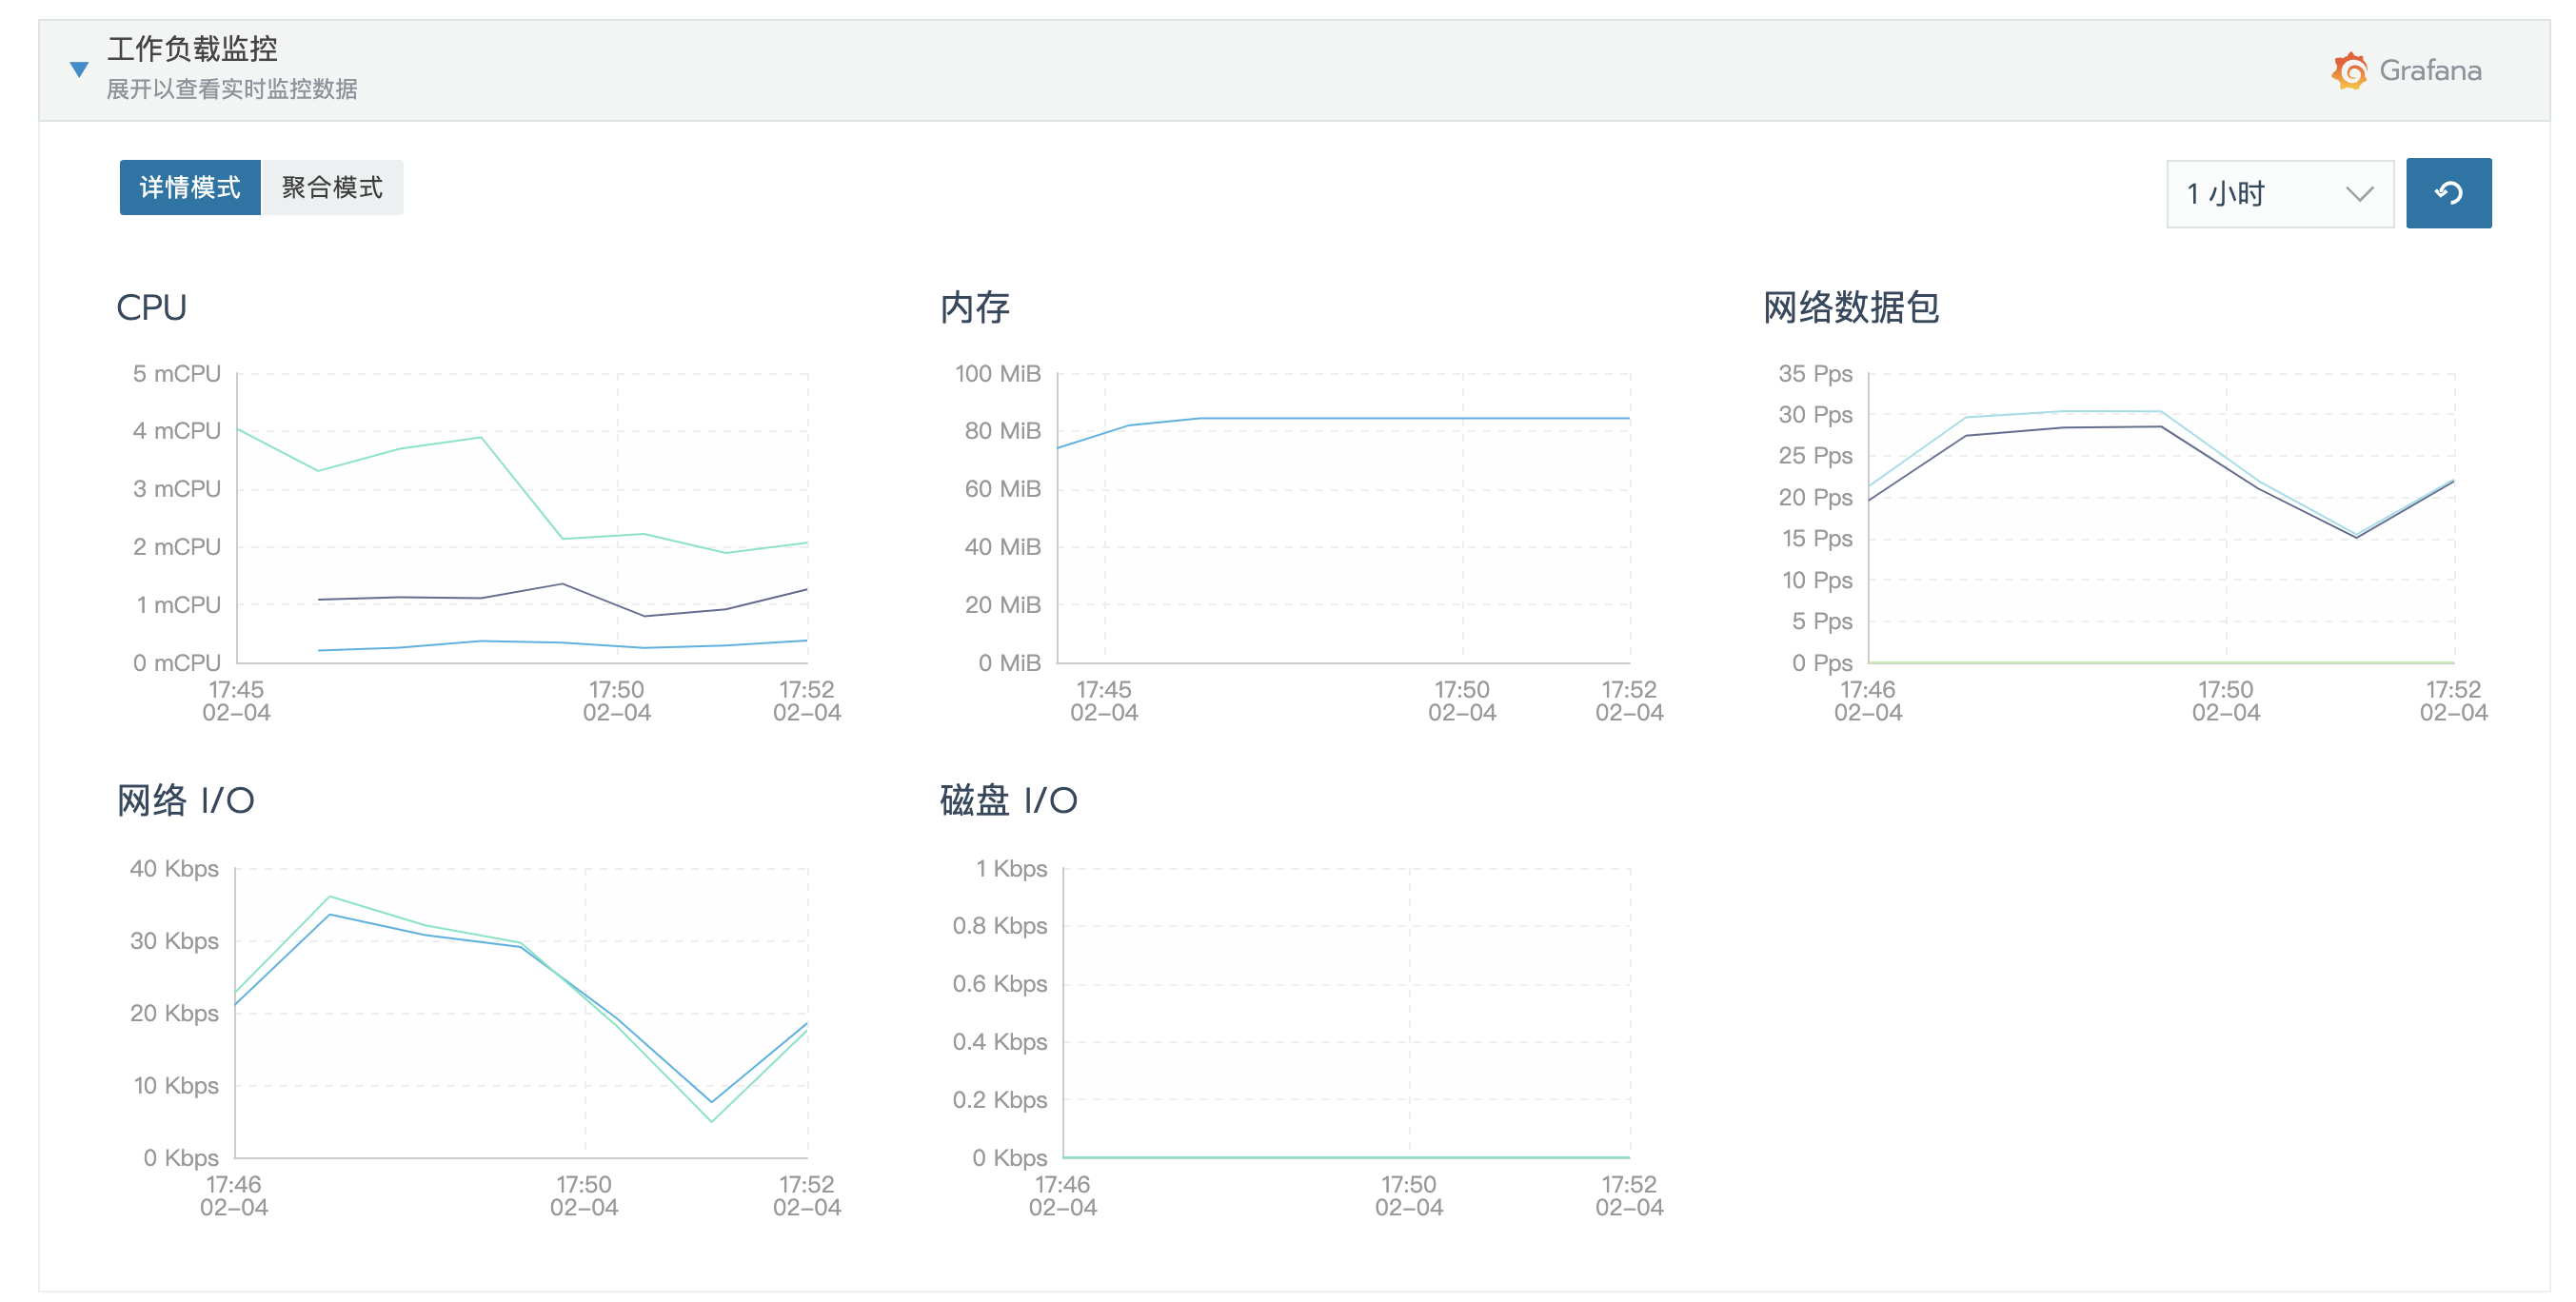 工作负载监控
展开以查看实时监控数据
Grafana
详情模式 聚合模式
1 小时
CPU
5 mCPU
4 mCPU
3 mCPU
2 mCPU
1 mCPU
0 mCPU
17:45 17:50 17:52
02-04 02-04 02-04
内存
100 MiB
80 MiB
60 MiB
40 MiB
20 MiB
0 MiB
17:45 17:50 17:52
02-04 02-04 02-04
网络数据包
35 Pps
30 Pps
25 Pps
20 Pps
15 Pps
10 Pps
5 Pps
0 Pps
17:46 17:50 17:52
02-04 02-04 02-04
网络 I/O
40 Kbps
30 Kbps
20 Kbps
10 Kbps
0 Kbps
17:46 17:50 17:52
02-04 02-04 02-04
磁盘 I/O
1 Kbps
0.8 Kbps
0.6 Kbps
0.4 Kbps
0.2 Kbps
0 Kbps
17:46 17:50 17:52
02-04 02-04 02-04